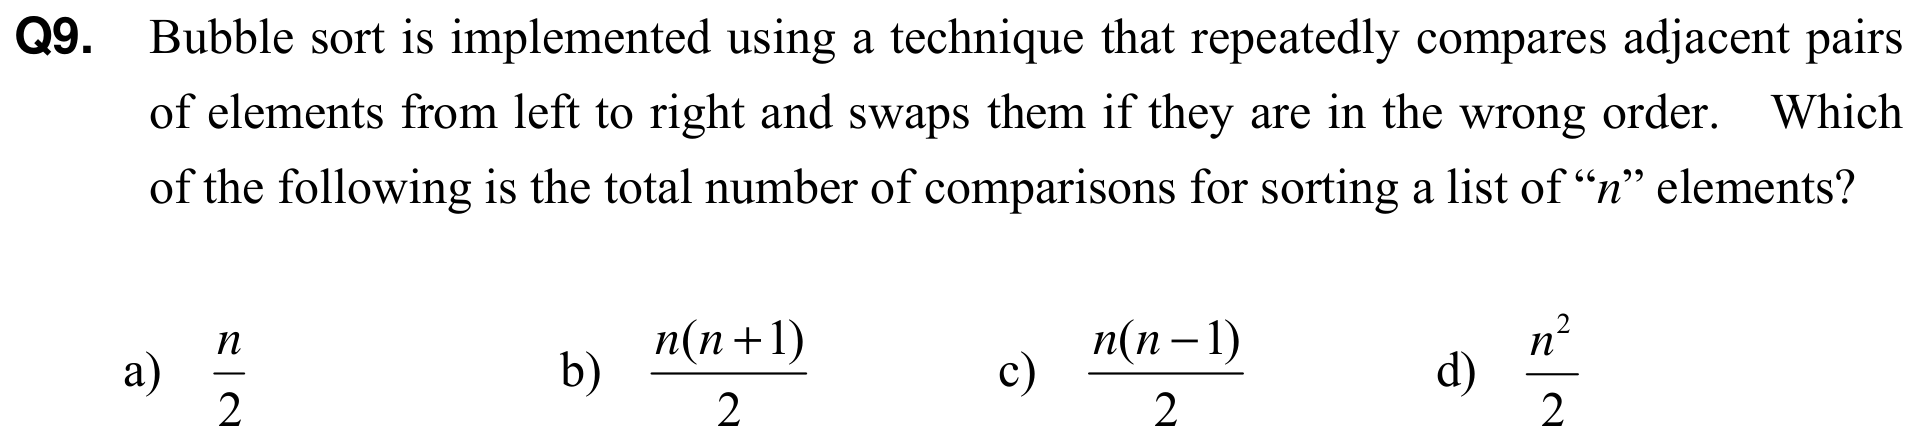 Q9. Bubble sort is implemented using a technique that repeatedly compares adjacent pairs
of elements from left to right and swaps them if they are in the wrong order. Which
of the following is the total number of comparisons for sorting a list of “n” elements?
a) n/2 b) n(n+1)/2 c) n(n−1)/2 d) n²/2